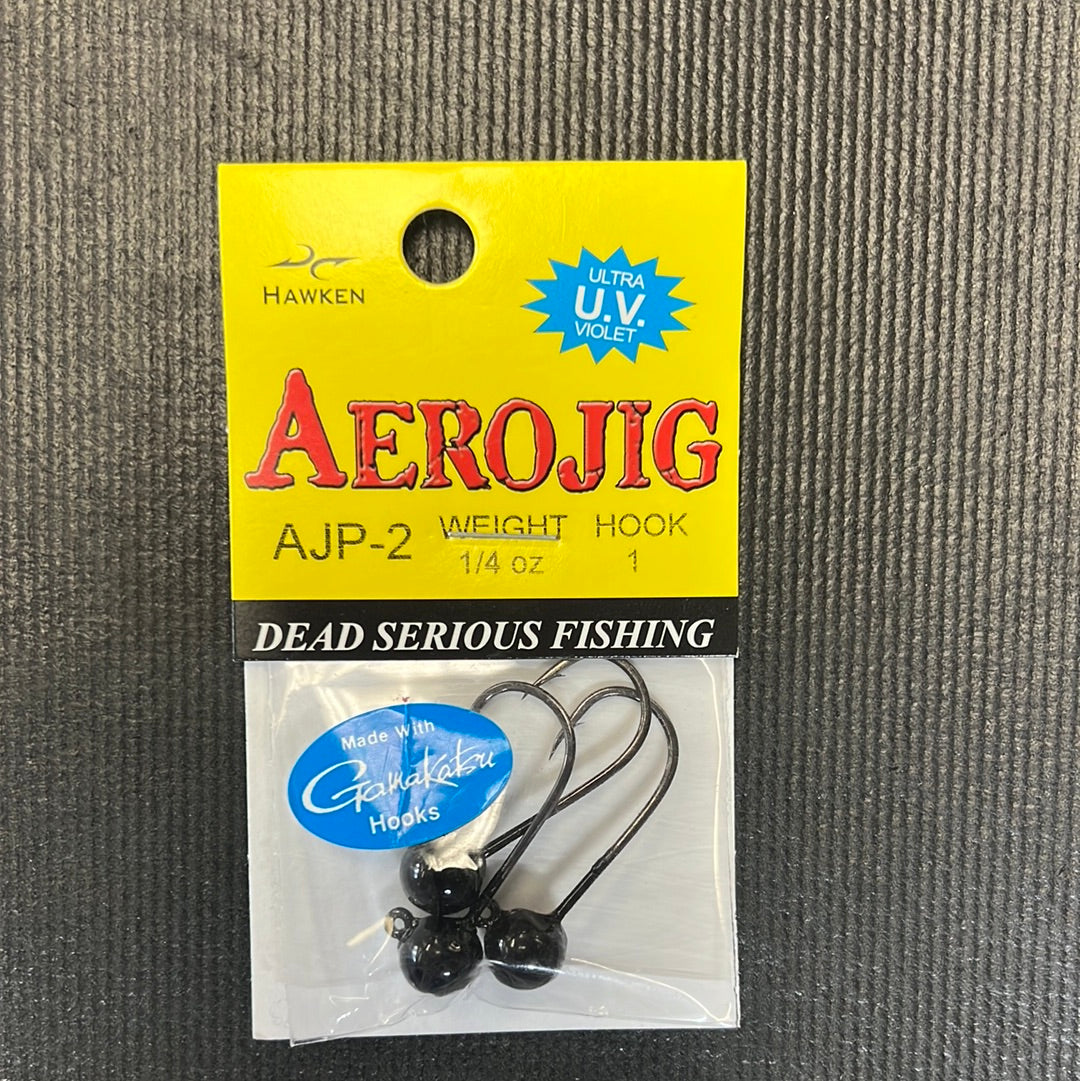 HAWKEN
ULTRA
U.V.
VIOLET
AEROJIG
AJP-2 WEIGHT HOOK
1/4 oz 1
DEAD SERIOUS FISHING
Made With
Gamakatsu
Hooks